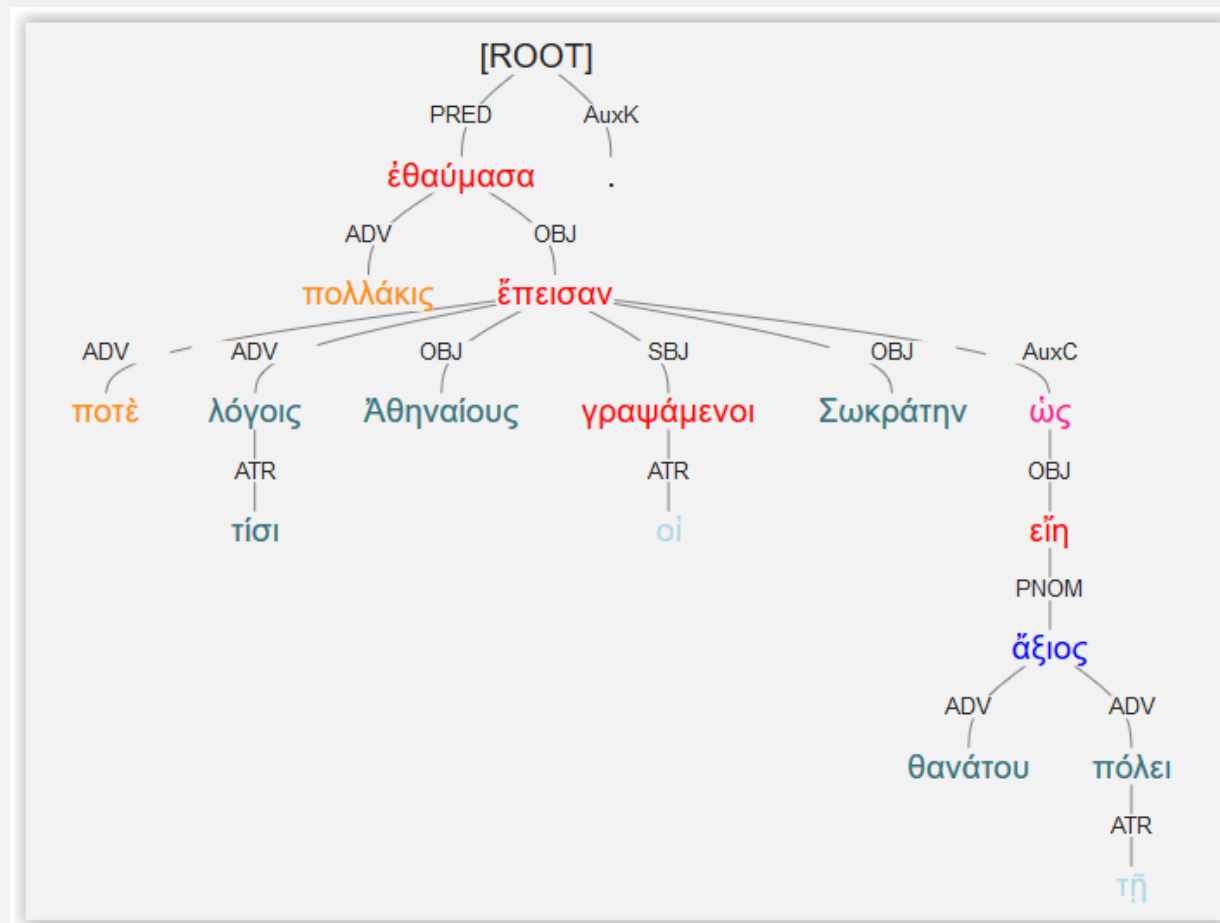 [ROOT]
PRED AuxK
ἐθαύμασα .
ADV OBJ
πολλάκις ἔπεισαν
ADV ADV OBJ SBJ OBJ AuxC
ποτὲ λόγοις Ἀθηναίους γραψάμενοι Σωκράτην ὡς
ATR ATR OBJ
τίσι οἱ εἴη
PNOM
ἄξιος
ADV ADV
θανάτου πόλει
ATR
τῇ